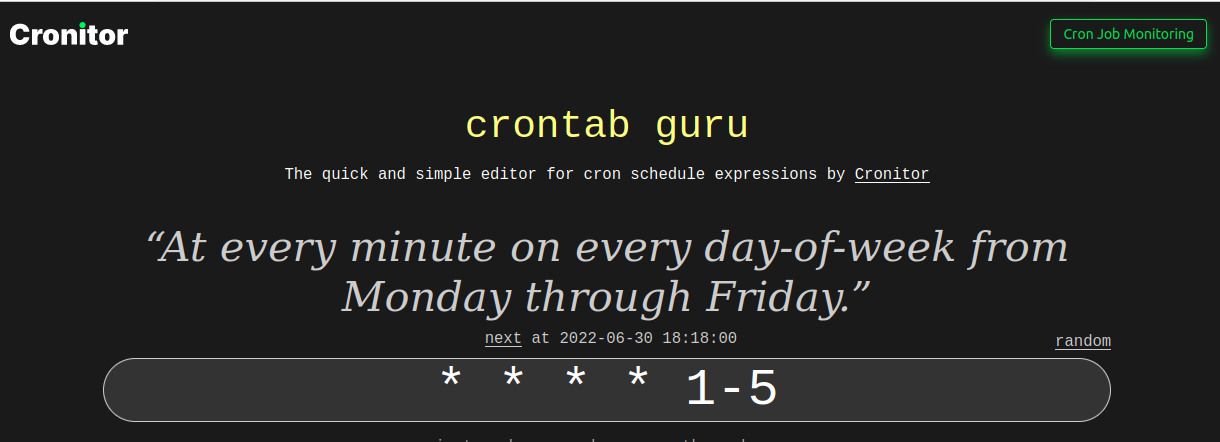 Cronitor
Cron Job Monitoring
crontab guru
The quick and simple editor for cron schedule expressions by Cronitor
“At every minute on every day-of-week from
Monday through Friday.”
next at 2022-06-30 18:18:00
random
* * * * 1-5